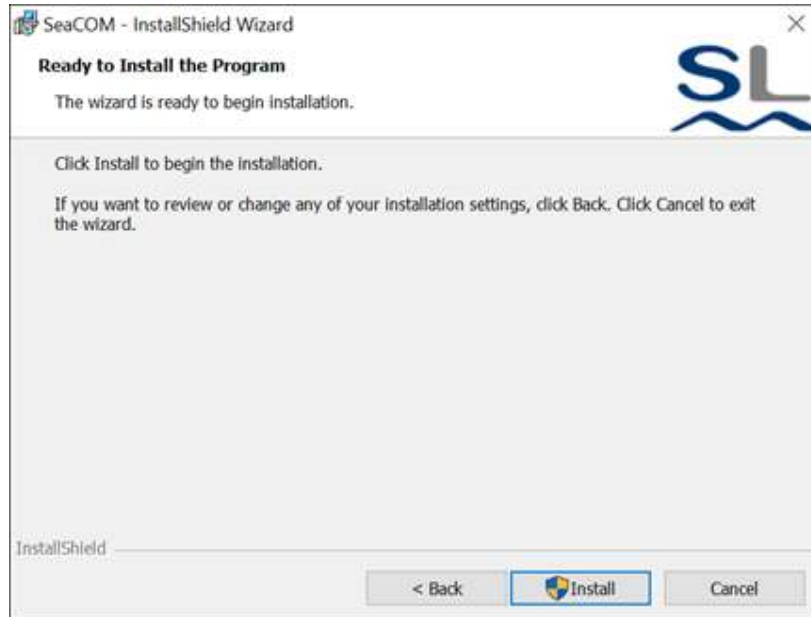 SeaCOM - InstallShield Wizard
Ready to Install the Program
The wizard is ready to begin installation.
SL
Click Install to begin the installation.
If you want to review or change any of your installation settings, click Back. Click Cancel to exit
the wizard.
InstallShield
< Back
Install
Cancel